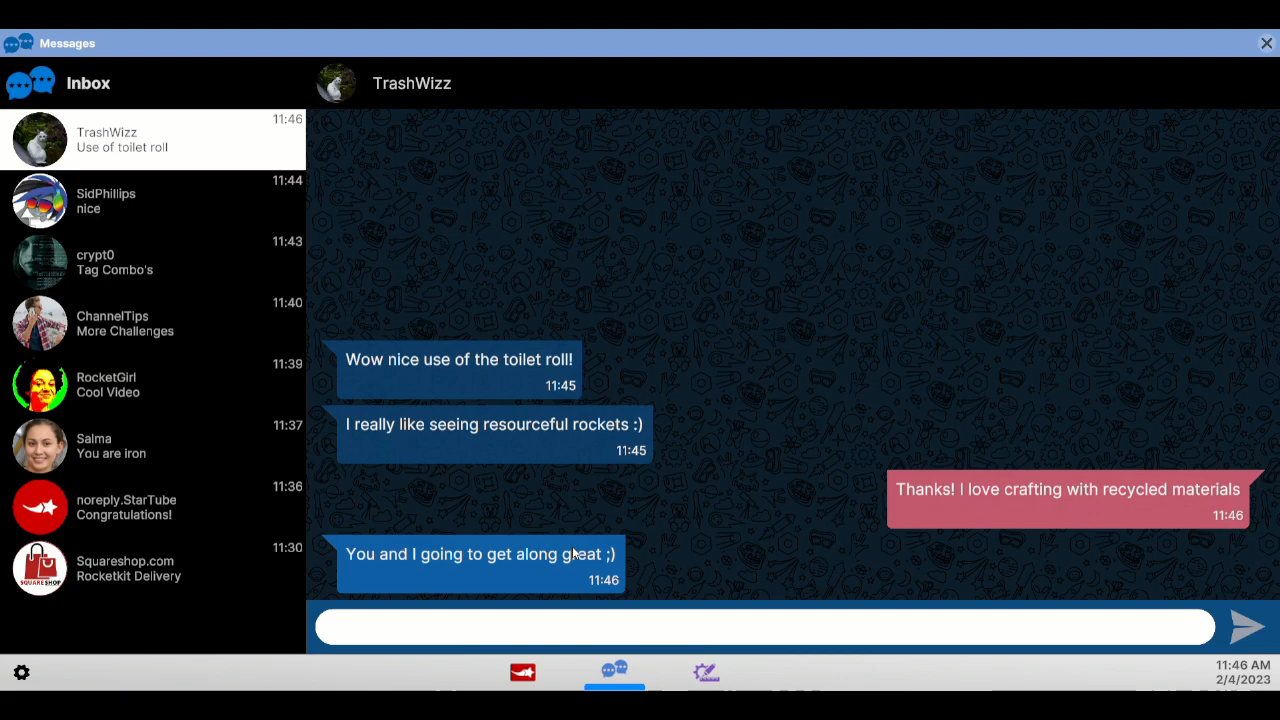 Messages
Inbox
TrashWizz
11:46
TrashWizz
Use of toilet roll
11:44
SidPhillips
nice
11:43
crypt0
Tag Combo's
11:40
ChannelTips
More Challenges
11:39
RocketGirl
Cool Video
11:37
Salma
You are iron
11:36
noreply.StarTube
Congratulations!
11:30
Squareshop.com
Rocketkit Delivery
SQUARE SHOP
Wow nice use of the toilet roll!
11:45
I really like seeing resourceful rockets :)
11:45
Thanks! I love crafting with recycled materials
11:46
You and I going to get along great ;)
11:46
11:46 AM
2/4/2023